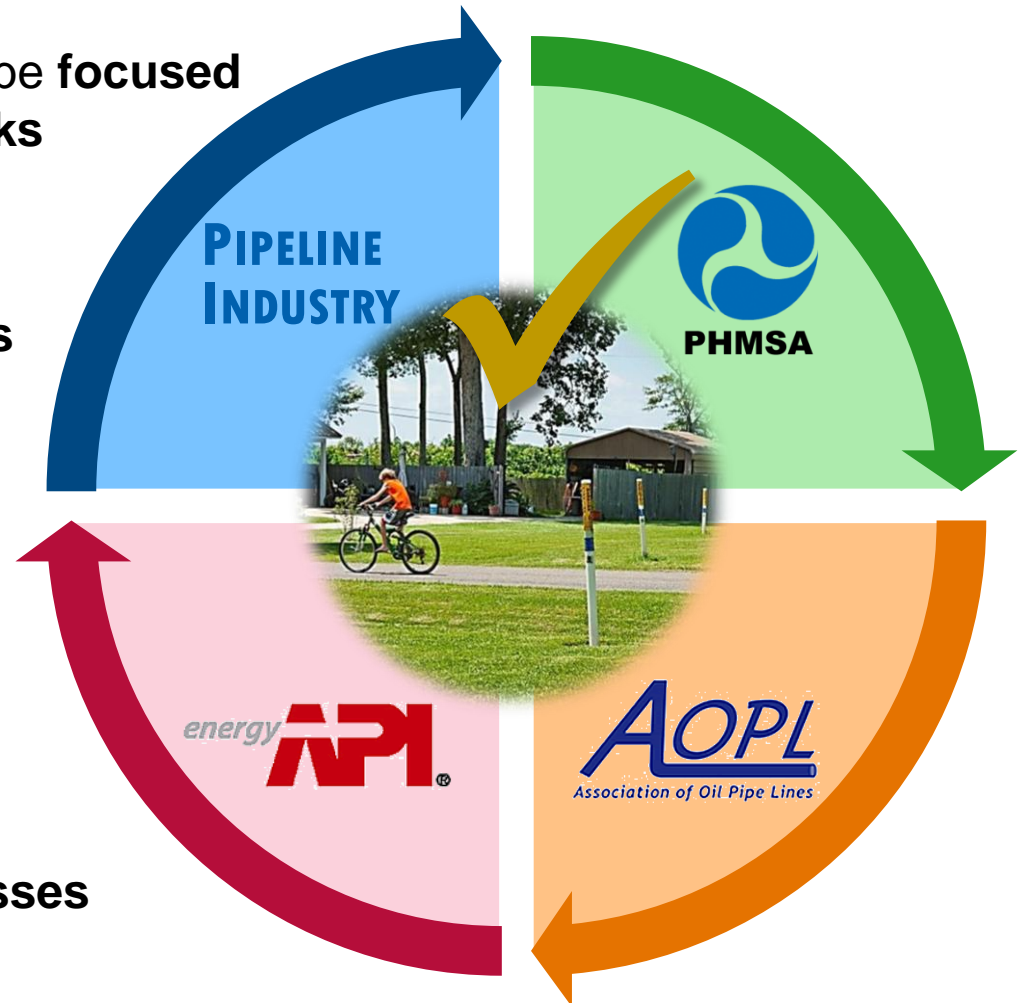 be focused
ks
PIPELINE
INDUSTRY
s
PHMSA
energy API®
AOPL
Association of Oil Pipe Lines
sses